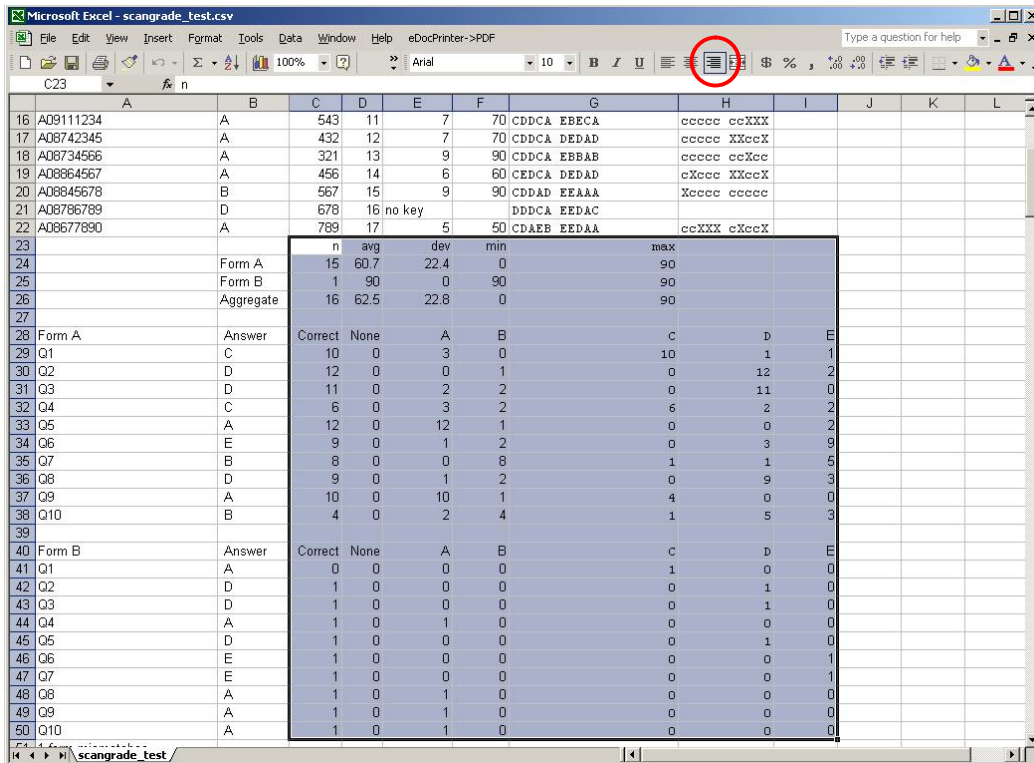 Microsoft Excel - scangrade_test.csv
File Edit View Insert Format Tools Data Window Help eDocPrinter->PDF Type a question for help
100% Arial 10 B I U $ % ,
C23 fx n
A B C D E F G H I J K L
16 A09111234 A 543 11 7 70 CDDCA EBECA ccccc ccXXX
17 A08742345 A 432 12 7 70 CDDCA DEDAD ccccc XXccX
18 A08734566 A 321 13 9 90 CDDCA EBBAB ccccc ccXcc
19 A08864567 A 456 14 6 60 CEDCA DEDAD cXccc XXccX
20 A08845678 B 567 15 9 90 CDDAD EEAAA Xcccc ccccc
21 A08786789 D 678 16 no key DDDCA EEDAC
22 A08677890 A 789 17 5 50 CDAEB EEDAA ccXXX cXccX
23 n avg dev min max
24 Form A 15 60.7 22.4 0 90
25 Form B 1 90 0 90 90
26 Aggregate 16 62.5 22.8 0 90
27
28 Form A Answer Correct None A B C D E
29 Q1 C 10 0 3 0 10 1 1
30 Q2 D 12 0 0 1 0 12 2
31 Q3 D 11 0 2 2 0 11 0
32 Q4 C 6 0 3 2 6 2 2
33 Q5 A 12 0 12 1 0 0 2
34 Q6 E 9 0 1 2 0 3 9
35 Q7 B 8 0 0 8 1 1 5
36 Q8 D 9 0 1 2 0 9 3
37 Q9 A 10 0 10 1 4 0 0
38 Q10 B 4 0 2 4 1 5 3
39
40 Form B Answer Correct None A B C D E
41 Q1 A 0 0 0 0 1 0 0
42 Q2 D 1 0 0 0 0 1 0
43 Q3 D 1 0 0 0 0 1 0
44 Q4 A 1 0 1 0 0 0 0
45 Q5 D 1 0 0 0 0 1 0
46 Q6 E 1 0 0 0 0 0 1
47 Q7 E 1 0 0 0 0 0 1
48 Q8 A 1 0 1 0 0 0 0
49 Q9 A 1 0 1 0 0 0 0
50 Q10 A 1 0 1 0 0 0 0
scangrade_test